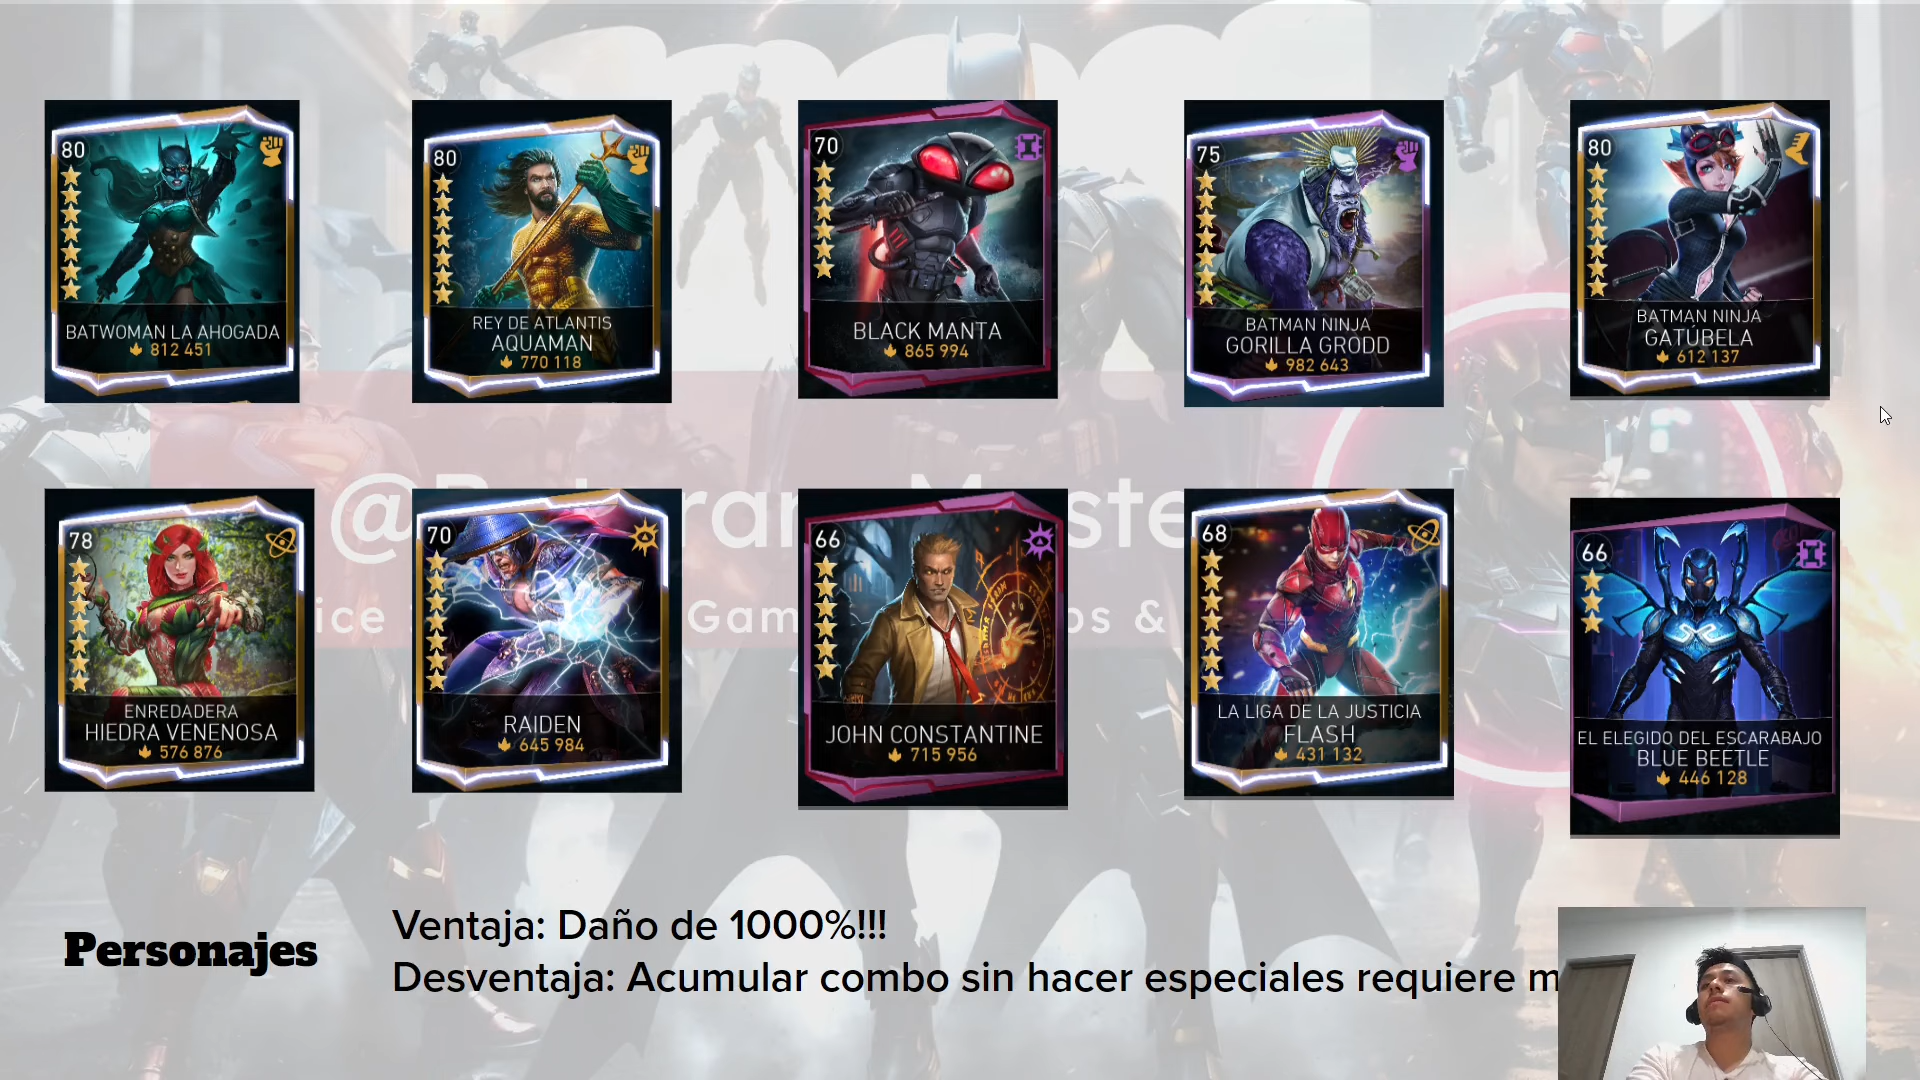 80
BATWOMAN LA AHOGADA
812 451
80
REY DE ATLANTIS
AQUAMAN
770 118
70
BLACK MANTA
865 994
75
BATMAN NINJA
GORILLA GRODD
982 643
80
BATMAN NINJA
GATÚBELA
612 137
78
ENREDADERA
HIEDRA VENENOSA
576 876
70
RAIDEN
645 984
66
JOHN CONSTANTINE
715 956
68
LA LIGA DE LA JUSTICIA
FLASH
431 132
66
EL ELEGIDO DEL ESCARABAJO
BLUE BEETLE
446 128
Personajes
Ventaja: Daño de 1000%!!!
Desventaja: Acumular combo sin hacer especiales requiere